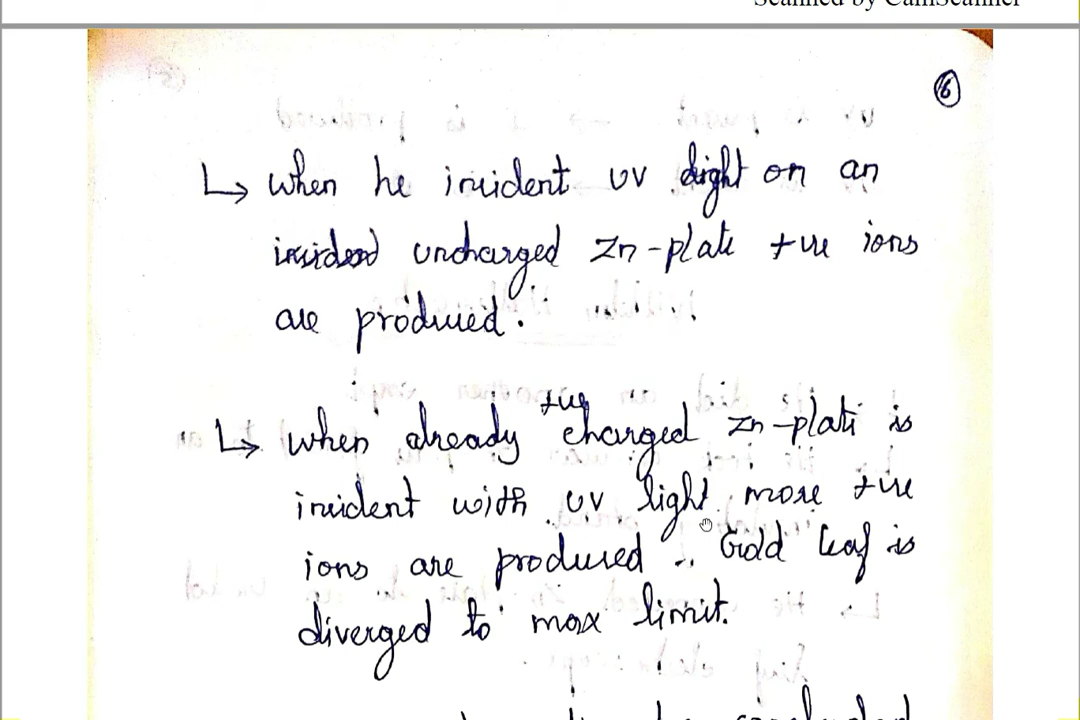 Scanned by CamScanner
6
↳ when he incident UV light on an
incident uncharged Zn-plate +ve ions
are produced.
+ve
↳ when already charged Zn-plate is
incident with UV light more +ve
ions are produced ∴ Gold leaf is
diverged to max limit.